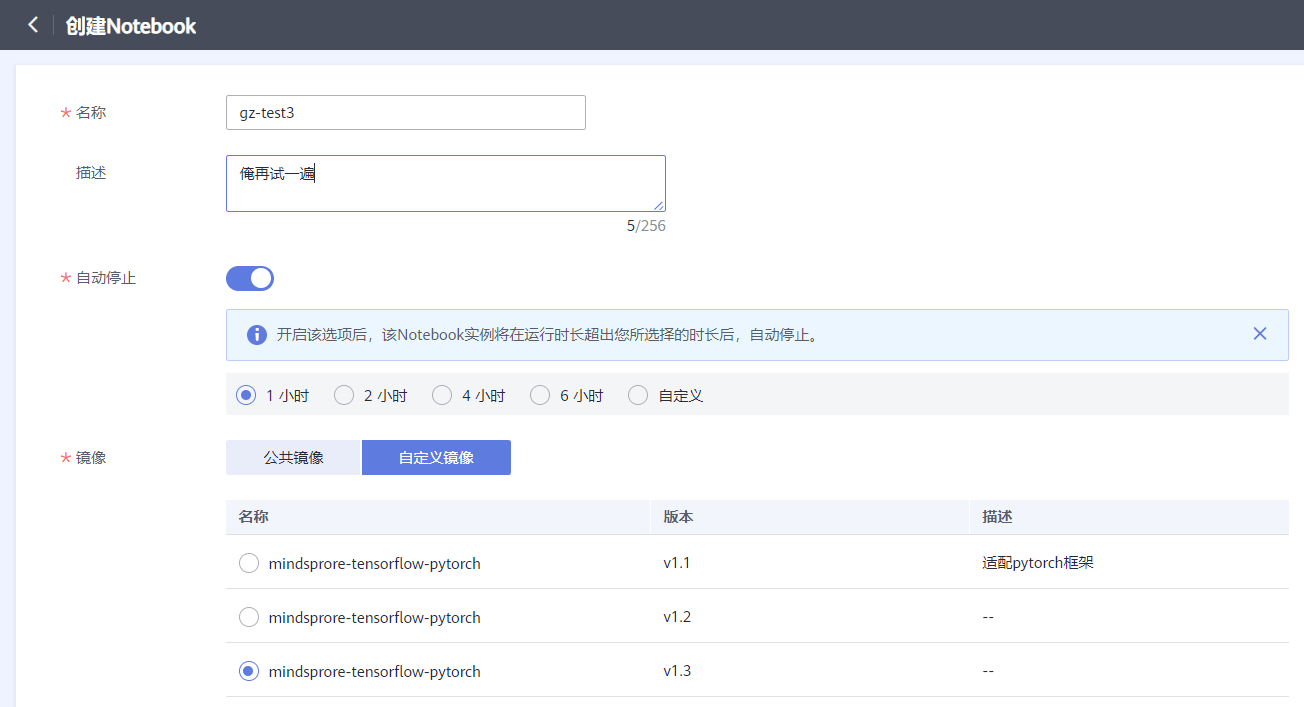 创建Notebook
* 名称 gz-test3
描述 俺再试一遍
5/256
* 自动停止
开启该选项后，该Notebook实例将在运行时长超出您所选择的时长后，自动停止。
1 小时 2 小时 4 小时 6 小时 自定义
* 镜像 公共镜像 自定义镜像
名称 版本 描述
mindsprore-tensorflow-pytorch v1.1 适配pytorch框架
mindsprore-tensorflow-pytorch v1.2 --
mindsprore-tensorflow-pytorch v1.3 --